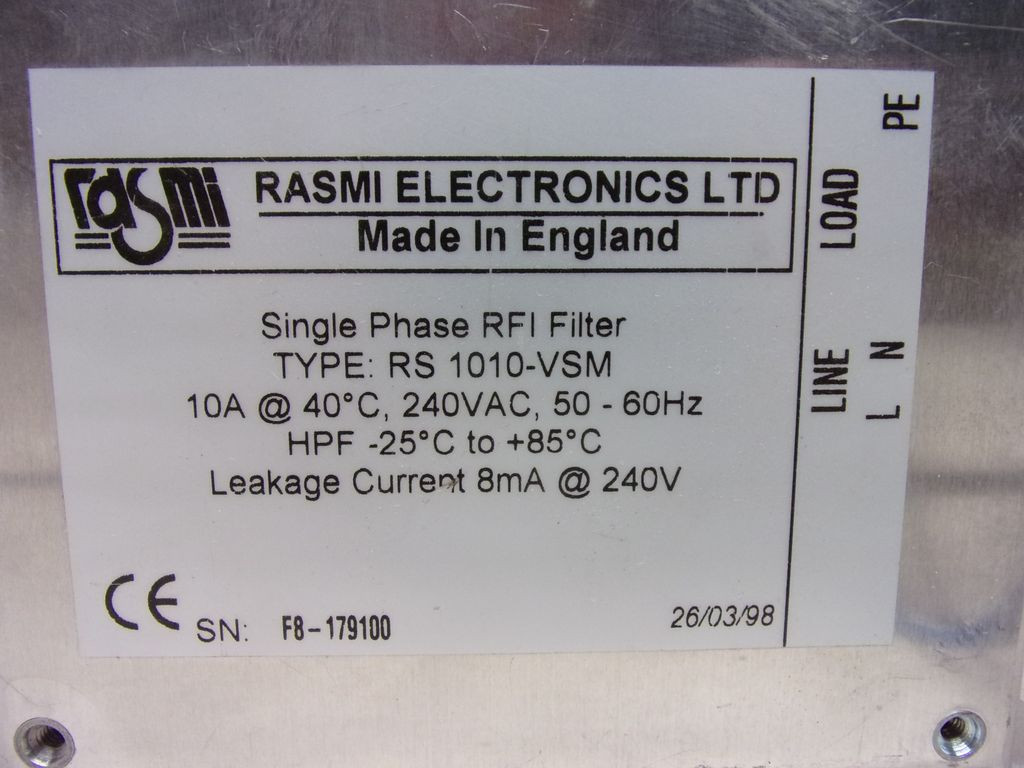 rasmi
RASMI ELECTRONICS LTD
Made In England
Single Phase RFI Filter
TYPE: RS 1010-VSM
10A @ 40°C, 240VAC, 50 - 60Hz
HPF -25°C to +85°C
Leakage Current 8mA @ 240V
CE SN: F8-179100
26/03/98
LINE LOAD
L N PE